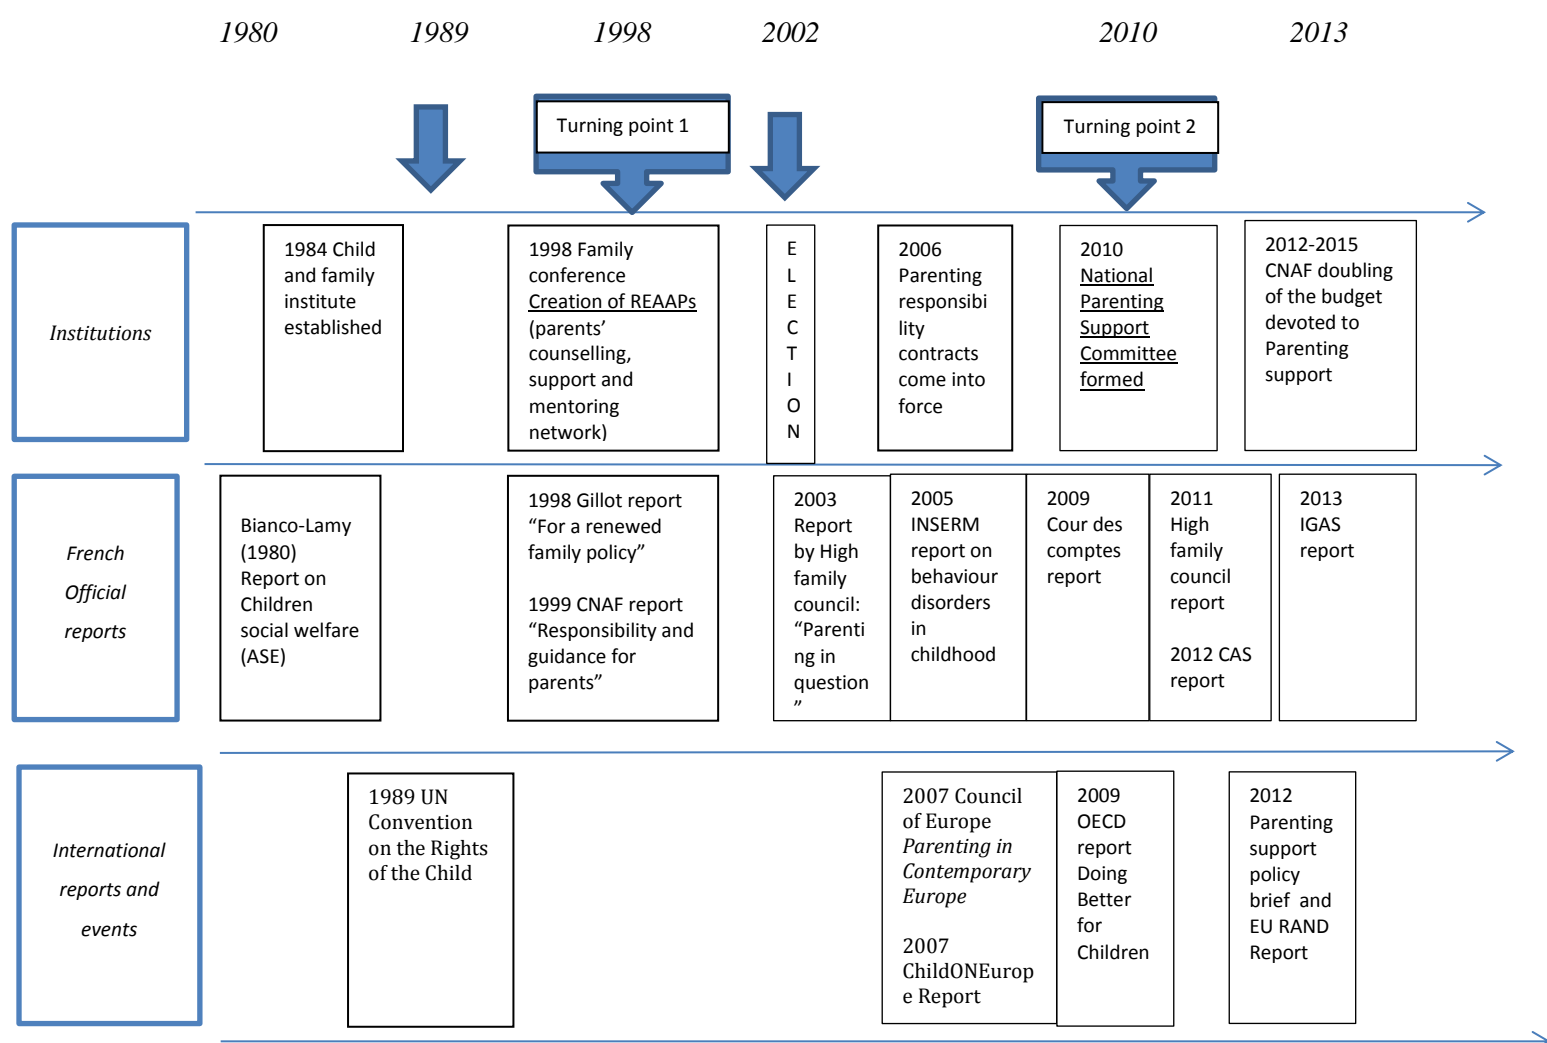 1980 1989 1998 2002 2010 2013
Turning point 1
Turning point 2
Institutions
1984 Child
and family
institute
established
1998 Family
conference
Creation of REAAPs
(parents’
counselling,
support and
mentoring
network)
E
L
E
C
T
I
O
N
2006
Parenting
responsibi
lity
contracts
come into
force
2010
National
Parenting
Support
Committee
formed
2012-2015
CNAF doubling
of the budget
devoted to
Parenting
support
French
Official
reports
Bianco-Lamy
(1980)
Report on
Children
social welfare
(ASE)
1998 Gillot report
“For a renewed
family policy”
1999 CNAF report
“Responsibility and
guidance for
parents”
2003
Report
by High
family
council:
“Parenti
ng in
question
”
2005
INSERM
report on
behaviour
disorders
in
childhood
2009
Cour des
comptes
report
2011
High
family
council
report
2012 CAS
report
2013
IGAS
report
International
reports and
events
1989 UN
Convention
on the Rights
of the Child
2007 Council
of Europe
Parenting in
Contemporary
Europe
2007
ChildONEurop
e Report
2009
OECD
report
Doing
Better
for
Children
2012
Parenting
support
policy
brief and
EU RAND
Report